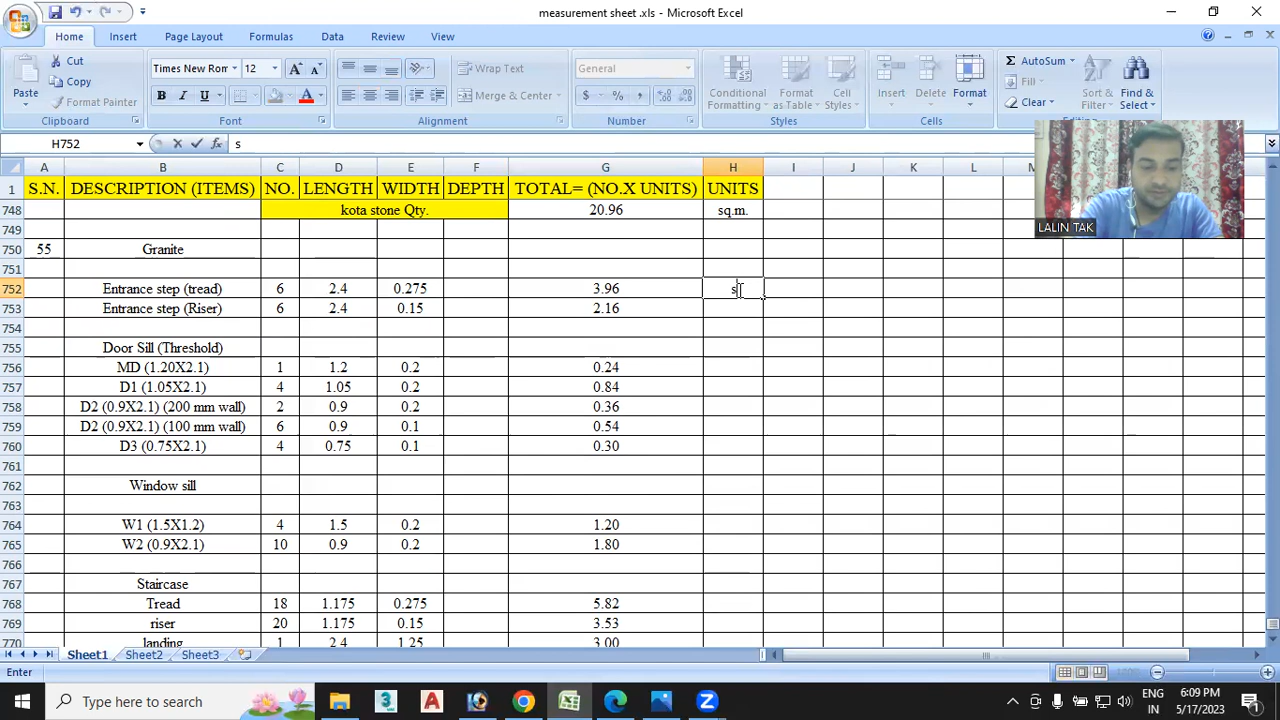 measurement sheet .xls - Microsoft Excel
Home Insert Page Layout Formulas Data Review View
Paste
Cut
Copy
Format Painter
Times New Ron 12
Wrap Text
Merge & Center
General
Conditional Formatting
Format as Table
Cell Styles
Insert Delete Format
AutoSum
Fill
Clear
Sort & Filter
Find & Select
Clipboard Font Alignment Number Styles Cells
H752 s
A B C D E F G H I J K L
1 S.N. DESCRIPTION (ITEMS) NO. LENGTH WIDTH DEPTH TOTAL= (NO.X UNITS) UNITS
748 kota stone Qty. 20.96 sq.m.
749
750 55 Granite
751
752 Entrance step (tread) 6 2.4 0.275 3.96 s
753 Entrance step (Riser) 6 2.4 0.15 2.16
754
755 Door Sill (Threshold)
756 MD (1.20X2.1) 1 1.2 0.2 0.24
757 D1 (1.05X2.1) 4 1.05 0.2 0.84
758 D2 (0.9X2.1) (200 mm wall) 2 0.9 0.2 0.36
759 D2 (0.9X2.1) (100 mm wall) 6 0.9 0.1 0.54
760 D3 (0.75X2.1) 4 0.75 0.1 0.30
761
762 Window sill
763
764 W1 (1.5X1.2) 4 1.5 0.2 1.20
765 W2 (0.9X2.1) 10 0.9 0.2 1.80
766
767 Staircase
768 Tread 18 1.175 0.275 5.82
769 riser 20 1.175 0.15 3.53
770 landing 1 2.4 1.25 3.00
LALIN TAK
Sheet1 Sheet2 Sheet3
Enter
Type here to search
ENG
IN
6:09 PM
5/17/2023